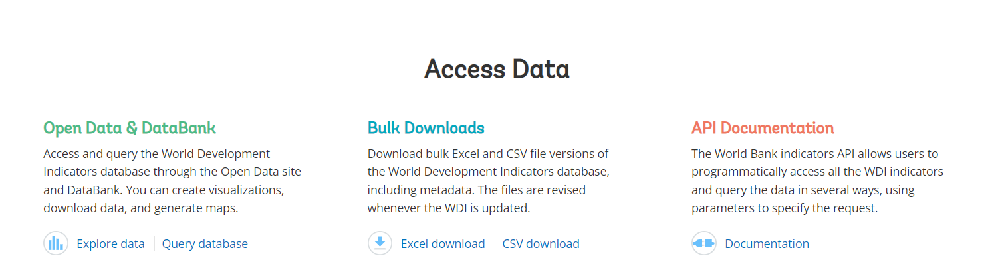 Access Data
Open Data & DataBank
Access and query the World Development
Indicators database through the Open Data site
and DataBank. You can create visualizations,
download data, and generate maps.
Explore data
Query database
Bulk Downloads
Download bulk Excel and CSV file versions of
the World Development Indicators database,
including metadata. The files are revised
whenever the WDI is updated.
Excel download
CSV download
API Documentation
The World Bank indicators API allows users to
programmatically access all the WDI indicators
and query the data in several ways, using
parameters to specify the request.
Documentation